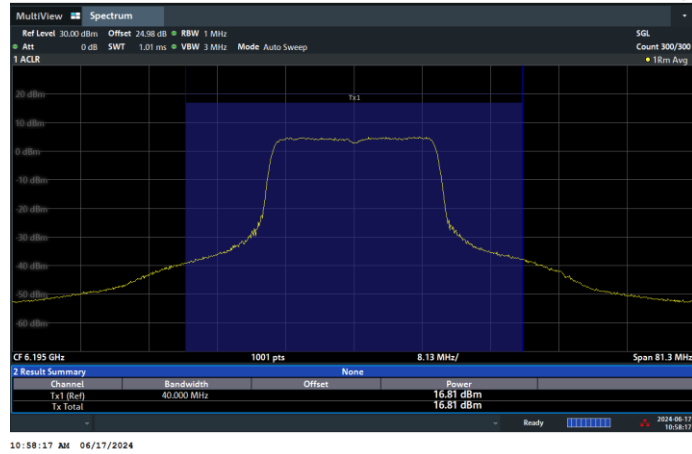 MultiView Spectrum
Ref Level 30.00 dBm Offset 24.98 dB RBW 1 MHz SGL
Att 0 dB SWT 1.01 ms VBW 3 MHz Mode Auto Sweep Count 300/300
1 ACLR 1Rm Avg
Tx1
20 dBm
10 dBm
0 dBm
-10 dBm
-20 dBm
-30 dBm
-40 dBm
-50 dBm
-60 dBm
CF 6.195 GHz 1001 pts 8.13 MHz/ Span 81.3 MHz
2 Result Summary None
Channel Bandwidth Offset Power
Tx1 (Ref) 40.000 MHz 16.81 dBm
Tx Total 16.81 dBm
Ready 2024-06-17
10:58:17
10:58:17 AM 06/17/2024